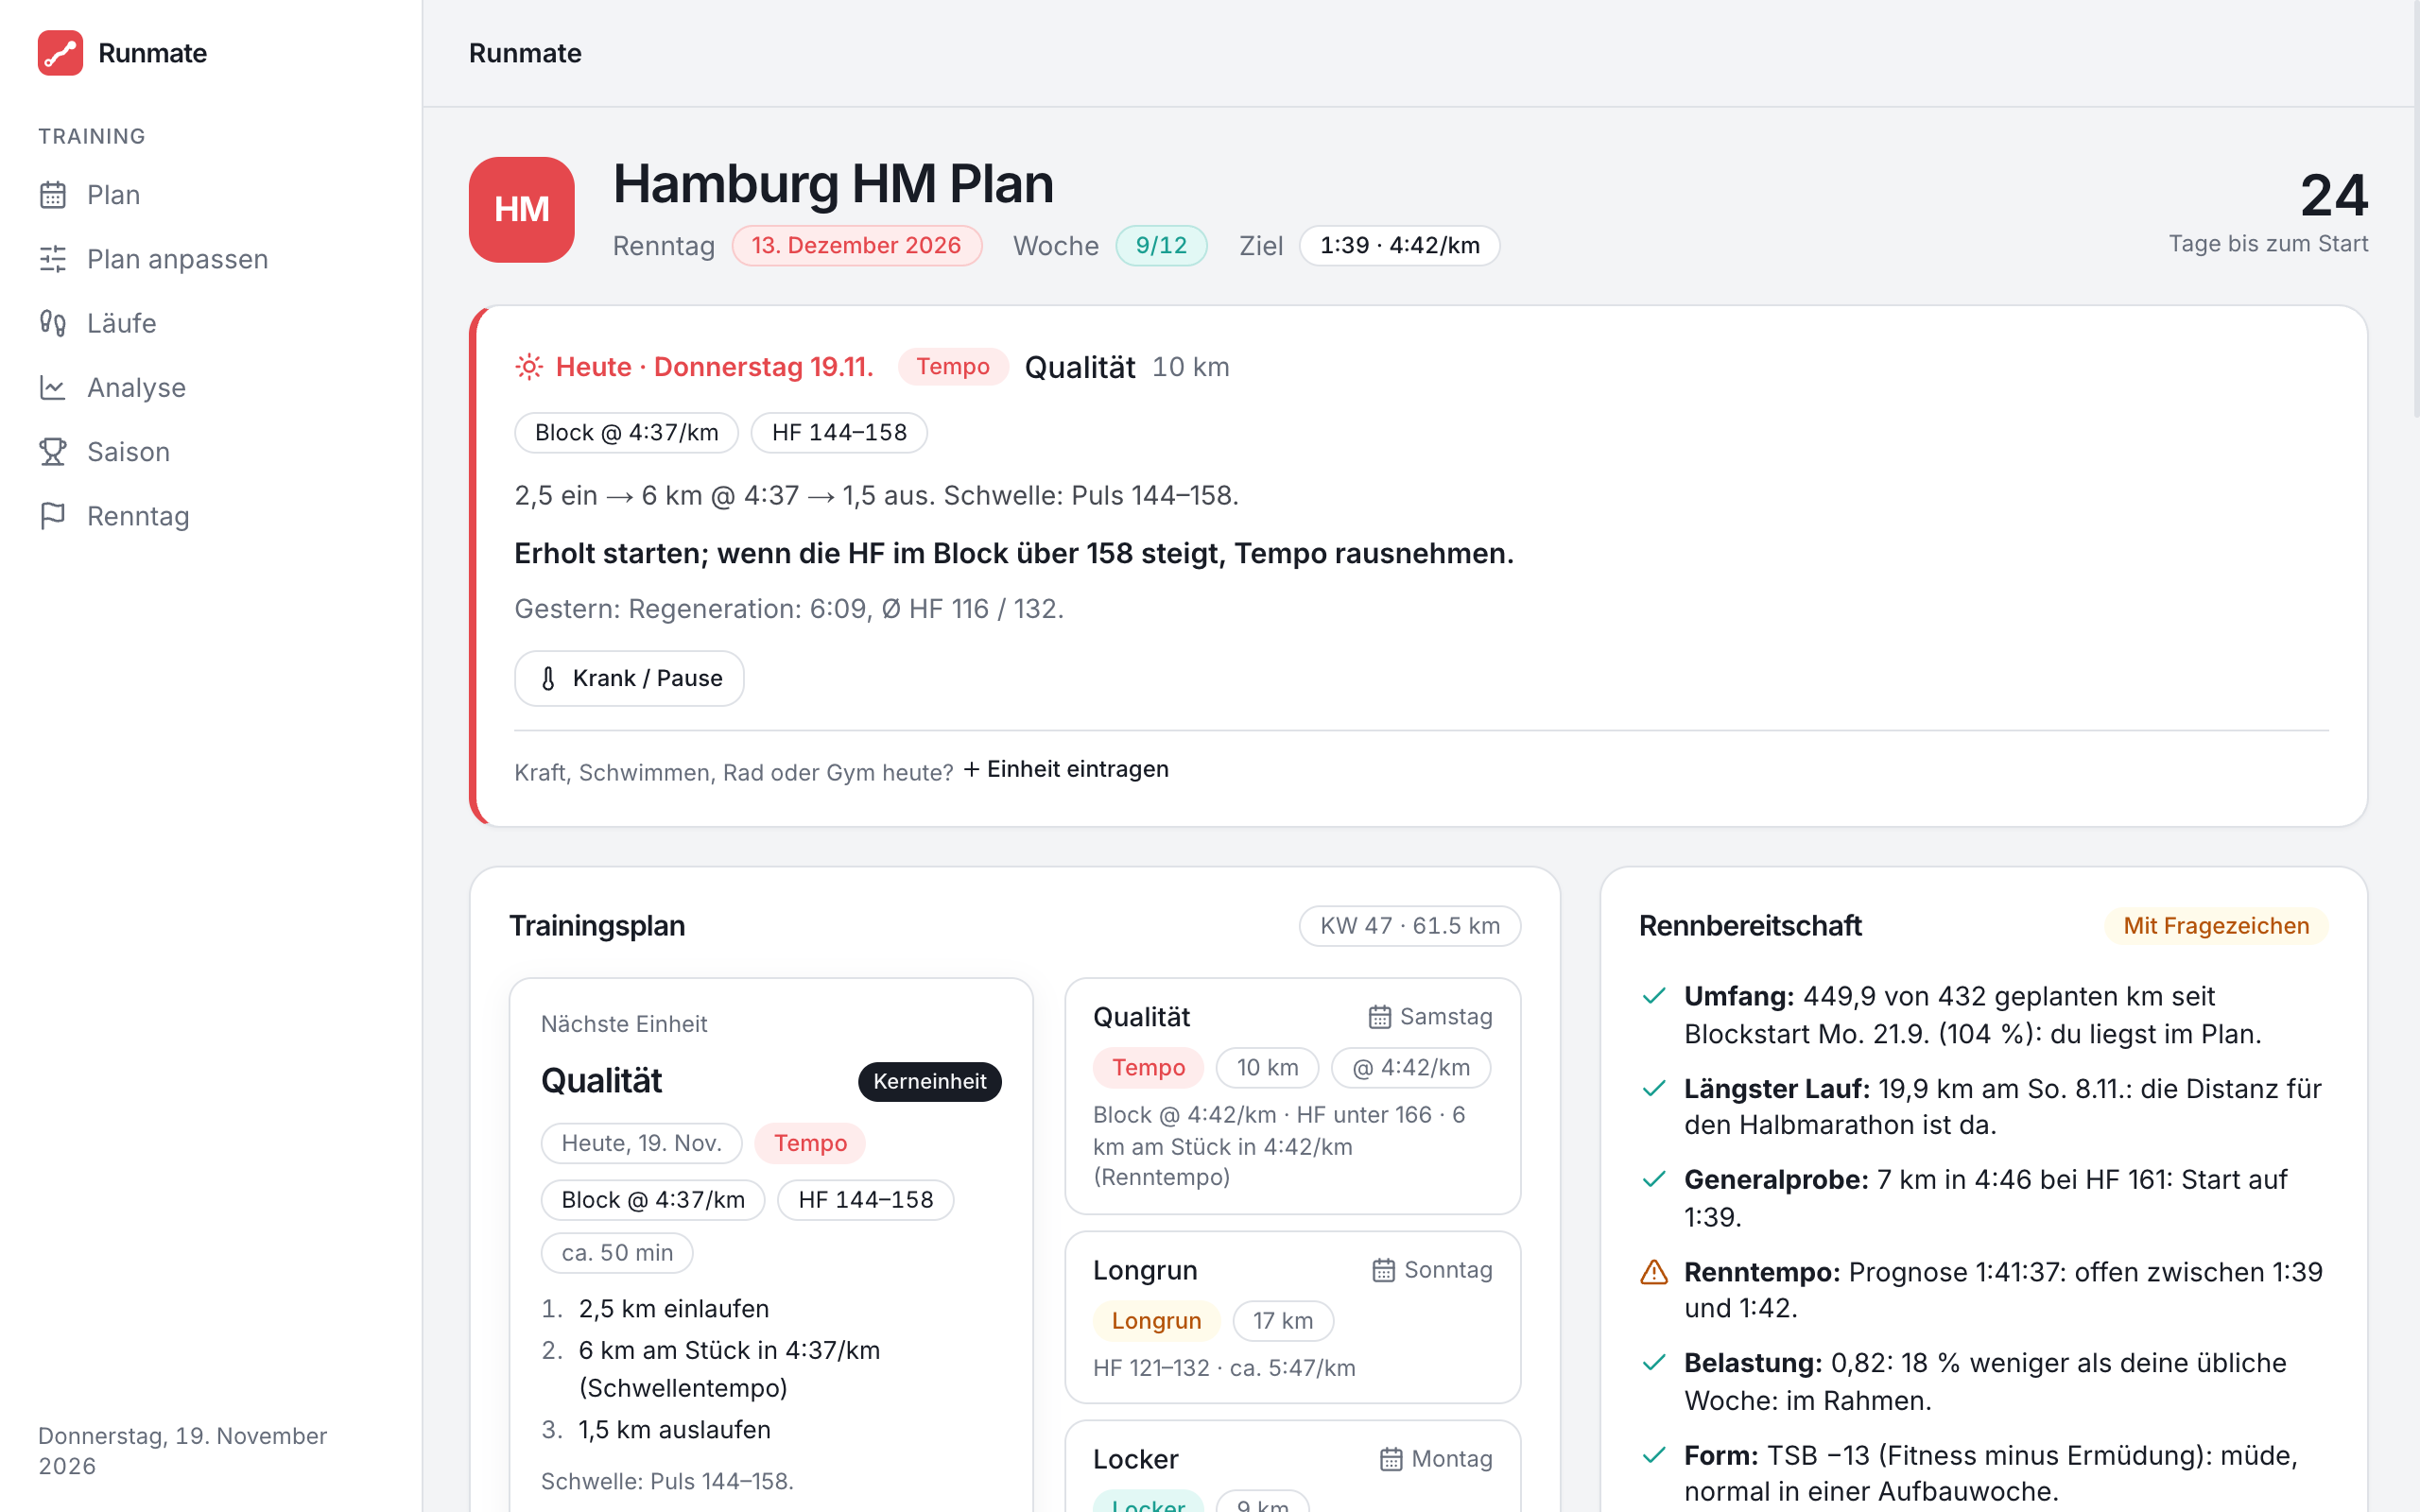 Runmate
TRAINING
Plan
Plan anpassen
Läufe
Analyse
Saison
Renntag
Donnerstag, 19. November
2026
Runmate
HM
Hamburg HM Plan
Renntag 13. Dezember 2026 Woche 9/12 Ziel 1:39 · 4:42/km
24
Tage bis zum Start
Heute · Donnerstag 19.11. Tempo Qualität 10 km
Block @ 4:37/km HF 144–158
2,5 ein → 6 km @ 4:37 → 1,5 aus. Schwelle: Puls 144–158.
Erholt starten; wenn die HF im Block über 158 steigt, Tempo rausnehmen.
Gestern: Regeneration: 6:09, Ø HF 116 / 132.
Krank / Pause
Kraft, Schwimmen, Rad oder Gym heute? + Einheit eintragen
Trainingsplan KW 47 · 61.5 km
Nächste Einheit
Qualität Kerneinheit
Heute, 19. Nov. Tempo
Block @ 4:37/km HF 144–158
ca. 50 min
1. 2,5 km einlaufen
2. 6 km am Stück in 4:37/km
(Schwellentempo)
3. 1,5 km auslaufen
Schwelle: Puls 144–158.
Qualität Samstag
Tempo 10 km @ 4:42/km
Block @ 4:42/km · HF unter 166 · 6
km am Stück in 4:42/km
(Renntempo)
Longrun Sonntag
Longrun 17 km
HF 121–132 · ca. 5:47/km
Locker Montag
Locker 9 km
Rennbereitschaft Mit Fragezeichen
Umfang: 449,9 von 432 geplanten km seit
Blockstart Mo. 21.9. (104 %): du liegst im Plan.
Längster Lauf: 19,9 km am So. 8.11.: die Distanz für
den Halbmarathon ist da.
Generalprobe: 7 km in 4:46 bei HF 161: Start auf
1:39.
Renntempo: Prognose 1:41:37: offen zwischen 1:39
und 1:42.
Belastung: 0,82: 18 % weniger als deine übliche
Woche: im Rahmen.
Form: TSB −13 (Fitness minus Ermüdung): müde,
normal in einer Aufbauwoche.